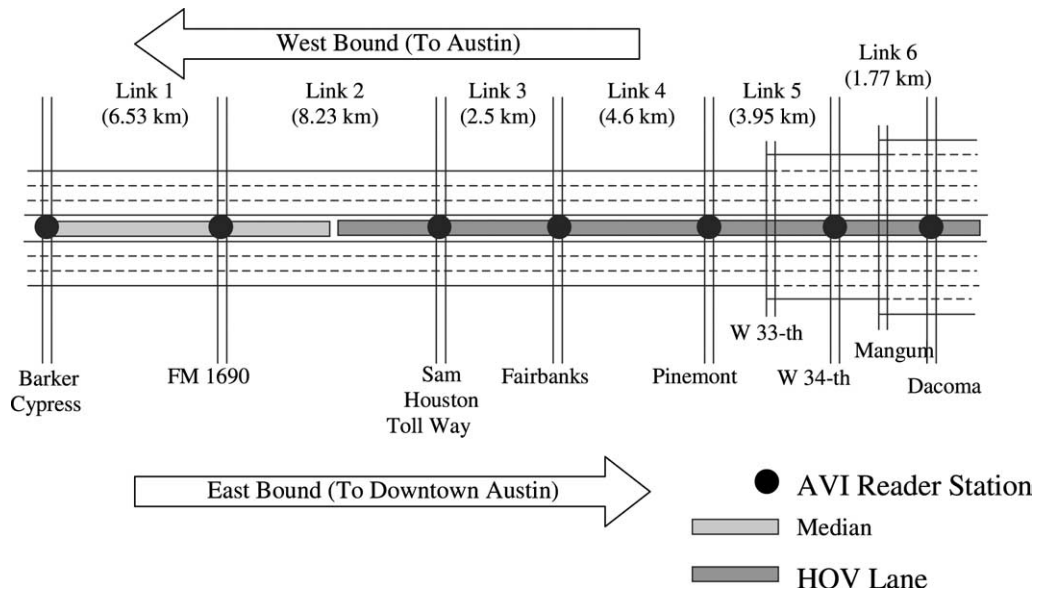 West Bound (To Austin)
Link 6
(1.77 km)
Link 1
(6.53 km)
Link 2
(8.23 km)
Link 3
(2.5 km)
Link 4
(4.6 km)
Link 5
(3.95 km)
W 33-th
Mangum
Barker
Cypress
FM 1690
Sam
Houston
Toll Way
Fairbanks
Pinemont
W 34-th
Dacoma
East Bound (To Downtown Austin)
AVI Reader Station
Median
HOV Lane